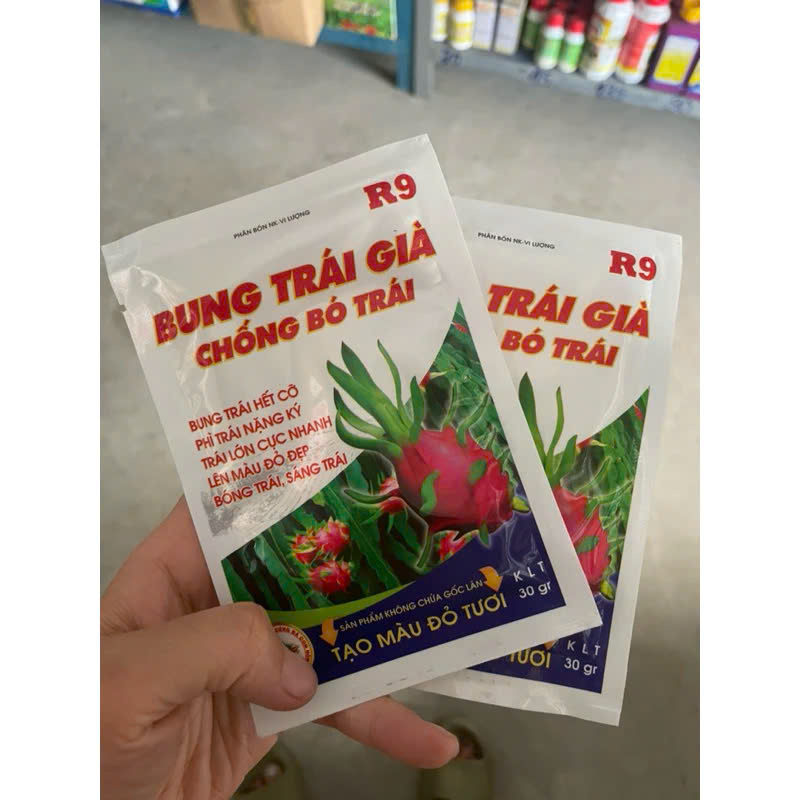 R9
PHÂN BÓN NK-VI LƯỢNG
BUNG TRÁI GIÀ
CHỐNG BÓ TRÁI
BUNG TRÁI HẾT CỠ
PHÌ TRÁI NẶNG KÝ
TRÁI LỚN CỰC NHANH
LÊN MÀU ĐỎ ĐẸP
BÓNG TRÁI, SÁNG TRÁI
SẢN PHẨM KHÔNG CHỨA GỐC LÂN
TẠO MÀU ĐỎ TƯƠI
KLT
30 gr
PHÂN BÓN NK-VI LƯỢNG
R9
TRÁI GIÀ
BÓ TRÁI
TƯƠI
KLT
30 gr